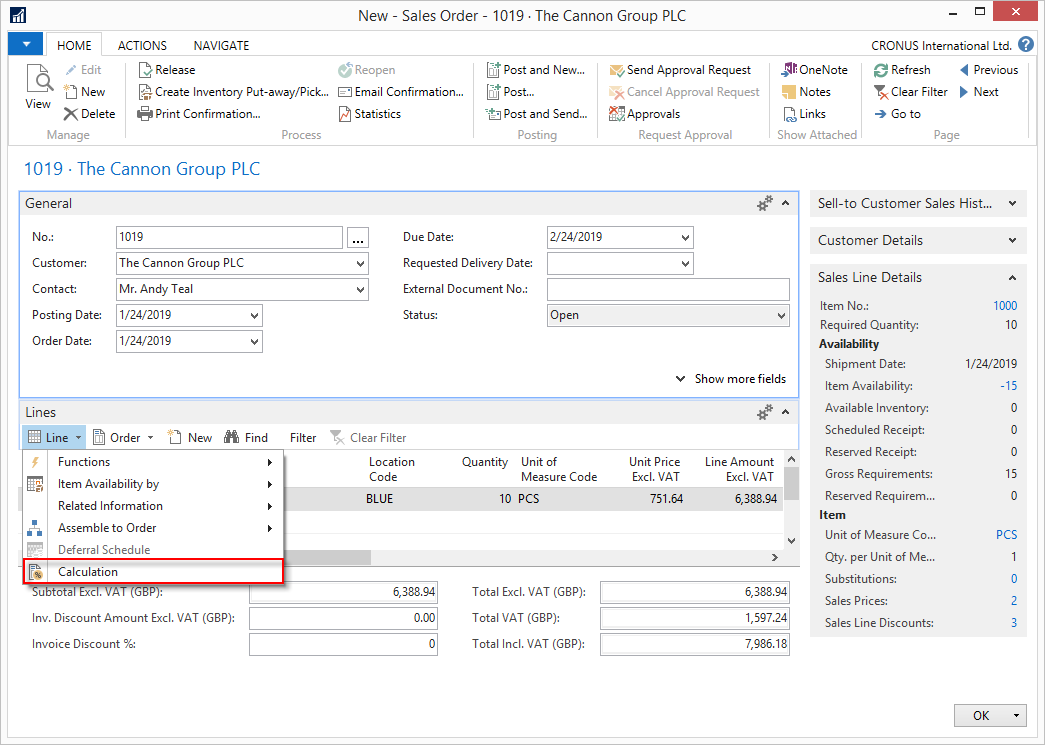 New - Sales Order - 1019 · The Cannon Group PLC
HOME ACTIONS NAVIGATE CRONUS International Ltd. ?
View
Edit
New
Delete
Manage
Release
Create Inventory Put-away/Pick...
Print Confirmation...
Reopen
Email Confirmation...
Statistics
Process
Post and New...
Post...
Post and Send...
Posting
Send Approval Request
Cancel Approval Request
Approvals
Request Approval
OneNote
Notes
Links
Show Attached
Refresh
Clear Filter
Go to
Previous
Next
Page
1019 · The Cannon Group PLC
General
No.: 1019 ...
Customer: The Cannon Group PLC
Contact: Mr. Andy Teal
Posting Date: 1/24/2019
Order Date: 1/24/2019
Due Date: 2/24/2019
Requested Delivery Date:
External Document No.:
Status: Open
Show more fields
Lines
Line Order New Find Filter Clear Filter
Functions
Item Availability by
Related Information
Assemble to Order
Deferral Schedule
Calculation
Location Code Quantity Unit of Measure Code Unit Price Excl. VAT Line Amount Excl. VAT
BLUE 10 PCS 751.64 6,388.94
Subtotal Excl. VAT (GBP): 6,388.94
Inv. Discount Amount Excl. VAT (GBP): 0.00
Invoice Discount %: 0
Total Excl. VAT (GBP): 6,388.94
Total VAT (GBP): 1,597.24
Total Incl. VAT (GBP): 7,986.18
Sell-to Customer Sales Hist...
Customer Details
Sales Line Details
Item No.: 1000
Required Quantity: 10
Availability
Shipment Date: 1/24/2019
Item Availability: -15
Available Inventory: 0
Scheduled Receipt: 0
Reserved Receipt: 0
Gross Requirements: 15
Reserved Requirem... 0
Item
Unit of Measure Co... PCS
Qty. per Unit of Me... 1
Substitutions: 0
Sales Prices: 2
Sales Line Discounts: 3
OK